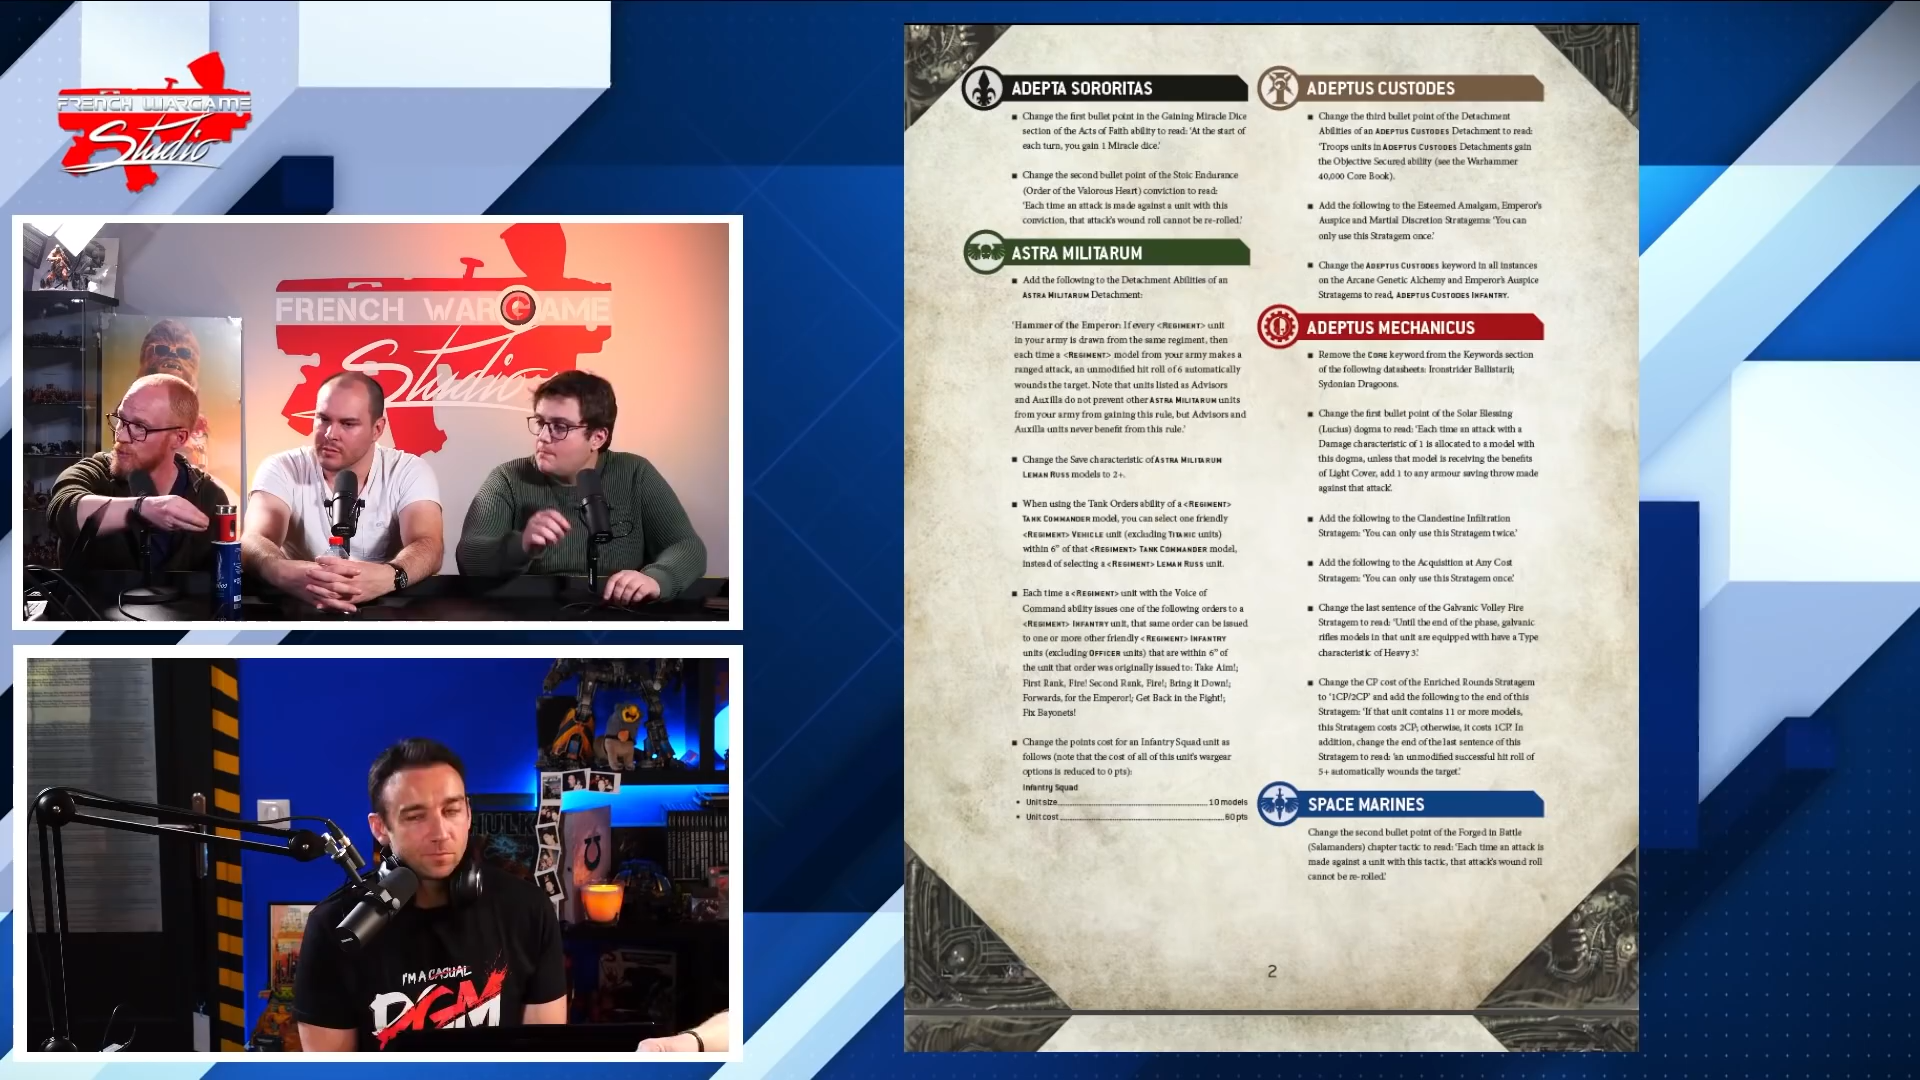 FRENCH WARGAME
Studio
FRENCH WARGAME
Studio
I'M A CASUAL
PGM
ADEPTA SORORITAS
■ Change the first bullet point in the Gaining Miracle Dice
section of the Acts of Faith ability to read: 'At the start of
each turn, you gain 1 Miracle dice.'
■ Change the second bullet point of the Stoic Endurance
(Order of the Valorous Heart) conviction to read:
'Each time an attack is made against a unit with this
conviction, that attack's wound roll cannot be re-rolled.'
ASTRA MILITARUM
■ Add the following to the Detachment Abilities of an
ASTRA MILITARUM Detachment:
'Hammer of the Emperor: If every <REGIMENT> unit
in your army is drawn from the same regiment, then
each time a <REGIMENT> model from your army makes a
ranged attack, an unmodified hit roll of 6 automatically
wounds the target. Note that units listed as Advisors
and Auxilla do not prevent other ASTRA MILITARUM units
from your army from gaining this rule, but Advisors and
Auxilla units never benefit from this rule.'
■ Change the Save characteristic of ASTRA MILITARUM
LEMAN RUSS models to 2+.
■ When using the Tank Orders ability of a <REGIMENT>
TANK COMMANDER model, you can select one friendly
<REGIMENT> VEHICLE unit (excluding TITANIC units)
within 6" of that <REGIMENT> TANK COMMANDER model,
instead of selecting a <REGIMENT> LEMAN RUSS unit.
■ Each time a <REGIMENT> unit with the Voice of
Command ability issues one of the following orders to a
<REGIMENT> INFANTRY unit, that same order can be issued
to one or more other friendly <REGIMENT> INFANTRY
units (excluding OFFICER units) that are within 6" of
the unit that order was originally issued to: Take Aim!;
First Rank, Fire! Second Rank, Fire!; Bring it Down!;
Forwards, for the Emperor!; Get Back in the Fight!;
Fix Bayonets!
■ Change the points cost for an Infantry Squad unit as
follows (note that the cost of all of this unit's wargear
options is reduced to 0 pts):
Infantry Squad
• Unit size 10 models
• Unit cost 60 pts
ADEPTUS CUSTODES
■ Change the third bullet point of the Detachment
Abilities of an ADEPTUS CUSTODES Detachment to read:
'Troops units in ADEPTUS CUSTODES Detachments gain
the Objective Secured ability (see the Warhammer
40,000 Core Book).
■ Add the following to the Esteemed Amalgam, Emperor's
Auspice and Martial Discretion Stratagems: 'You can
only use this Stratagem once.'
■ Change the ADEPTUS CUSTODES keyword in all instances
on the Arcane Genetic Alchemy and Emperor's Auspice
Stratagems to read, ADEPTUS CUSTODES INFANTRY.
ADEPTUS MECHANICUS
■ Remove the CORE keyword from the Keywords section
of the following datasheets: Ironstrider Ballistarii;
Sydonian Dragoons.
■ Change the first bullet point of the Solar Blessing
(Lucius) dogma to read: 'Each time an attack with a
Damage characteristic of 1 is allocated to a model with
this dogma, unless that model is receiving the benefits
of Light Cover, add 1 to any armour saving throw made
against that attack'.
■ Add the following to the Clandestine Infiltration
Stratagem: 'You can only use this Stratagem twice.'
■ Add the following to the Acquisition at Any Cost
Stratagem: 'You can only use this Stratagem once.'
■ Change the last sentence of the Galvanic Volley Fire
Stratagem to read: 'Until the end of the phase, galvanic
rifles models in that unit are equipped with have a Type
characteristic of Heavy 3.'
■ Change the CP cost of the Enriched Rounds Stratagem
to '1CP/2CP' and add the following to the end of this
Stratagem: 'If that unit contains 11 or more models,
this Stratagem costs 2CP; otherwise, it costs 1CP.' In
addition, change the end of the last sentence of this
Stratagem to read: 'an unmodified successful hit roll of
5+ automatically wounds the target.'
SPACE MARINES
Change the second bullet point of the Forged in Battle
(Salamanders) chapter tactic to read: 'Each time an attack is
made against a unit with this tactic, that attack's wound roll
cannot be re-rolled.'
2